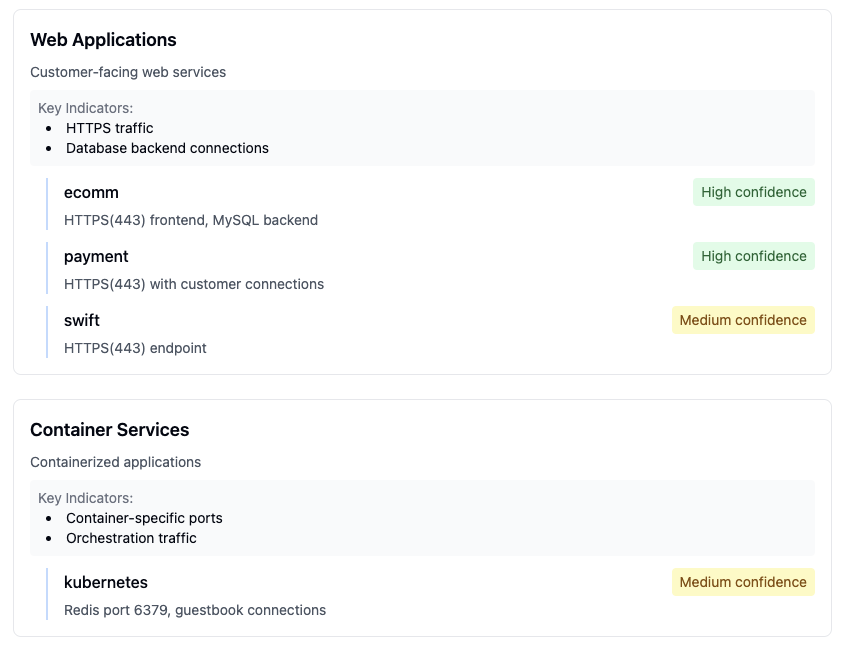 Web Applications
Customer-facing web services
Key Indicators:
HTTPS traffic
Database backend connections
ecomm
High confidence
HTTPS(443) frontend, MySQL backend
payment
High confidence
HTTPS(443) with customer connections
swift
Medium confidence
HTTPS(443) endpoint
Container Services
Containerized applications
Key Indicators:
Container-specific ports
Orchestration traffic
kubernetes
Medium confidence
Redis port 6379, guestbook connections